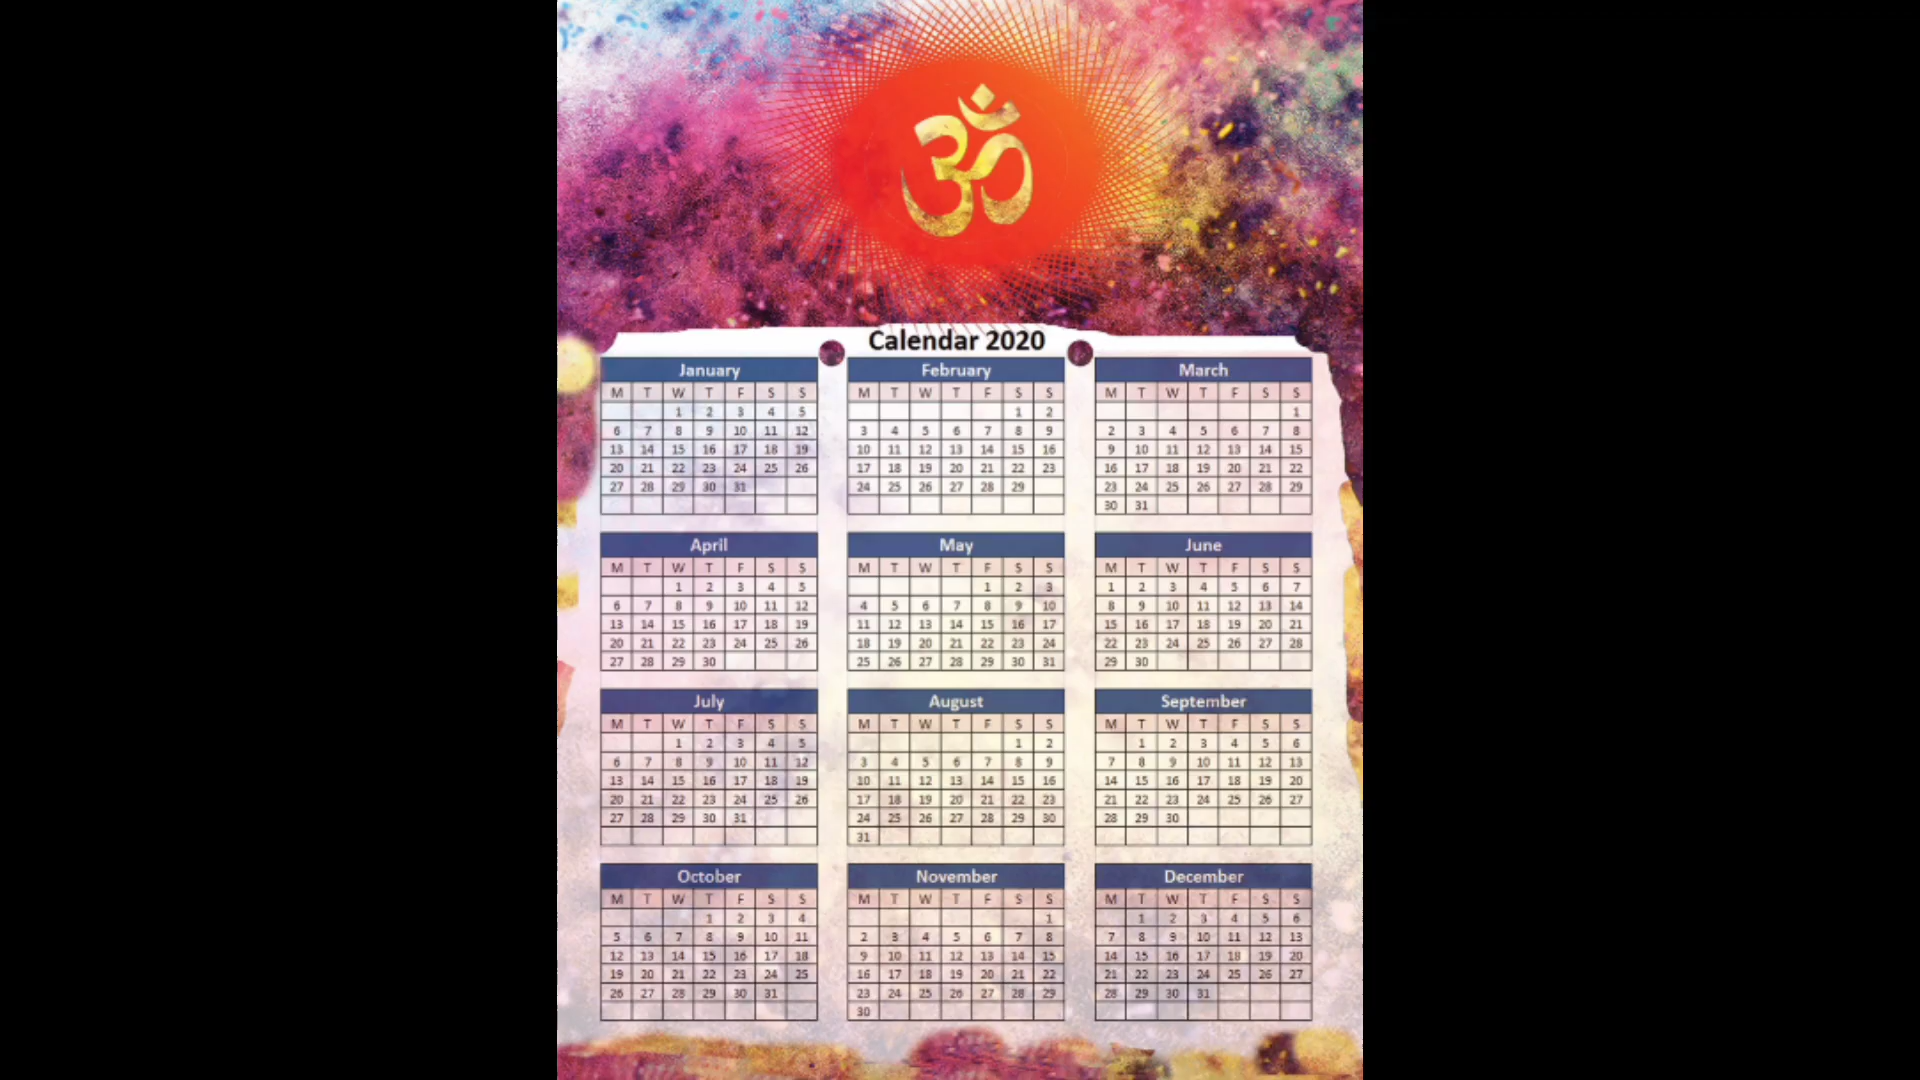 ॐ
Calendar 2020
January February March
M T W T F S S M T W T F S S M T W T F S S
1 2 3 4 5 1 2 1
6 7 8 9 10 11 12 3 4 5 6 7 8 9 2 3 4 5 6 7 8
13 14 15 16 17 18 19 10 11 12 13 14 15 16 9 10 11 12 13 14 15
20 21 22 23 24 25 26 17 18 19 20 21 22 23 16 17 18 19 20 21 22
27 28 29 30 31 24 25 26 27 28 29 23 24 25 26 27 28 29
30 31
April May June
M T W T F S S M T W T F S S M T W T F S S
1 2 3 4 5 1 2 3 1 2 3 4 5 6 7
6 7 8 9 10 11 12 4 5 6 7 8 9 10 8 9 10 11 12 13 14
13 14 15 16 17 18 19 11 12 13 14 15 16 17 15 16 17 18 19 20 21
20 21 22 23 24 25 26 18 19 20 21 22 23 24 22 23 24 25 26 27 28
27 28 29 30 25 26 27 28 29 30 31 29 30
July August September
M T W T F S S M T W T F S S M T W T F S S
1 2 3 4 5 1 2 1 2 3 4 5 6
6 7 8 9 10 11 12 3 4 5 6 7 8 9 7 8 9 10 11 12 13
13 14 15 16 17 18 19 10 11 12 13 14 15 16 14 15 16 17 18 19 20
20 21 22 23 24 25 26 17 18 19 20 21 22 23 21 22 23 24 25 26 27
27 28 29 30 31 24 25 26 27 28 29 30 28 29 30
31
October November December
M T W T F S S M T W T F S S M T W T F S S
1 2 3 4 1 1 2 3 4 5 6
5 6 7 8 9 10 11 2 3 4 5 6 7 8 7 8 9 10 11 12 13
12 13 14 15 16 17 18 9 10 11 12 13 14 15 14 15 16 17 18 19 20
19 20 21 22 23 24 25 16 17 18 19 20 21 22 21 22 23 24 25 26 27
26 27 28 29 30 31 23 24 25 26 27 28 29 28 29 30 31
30